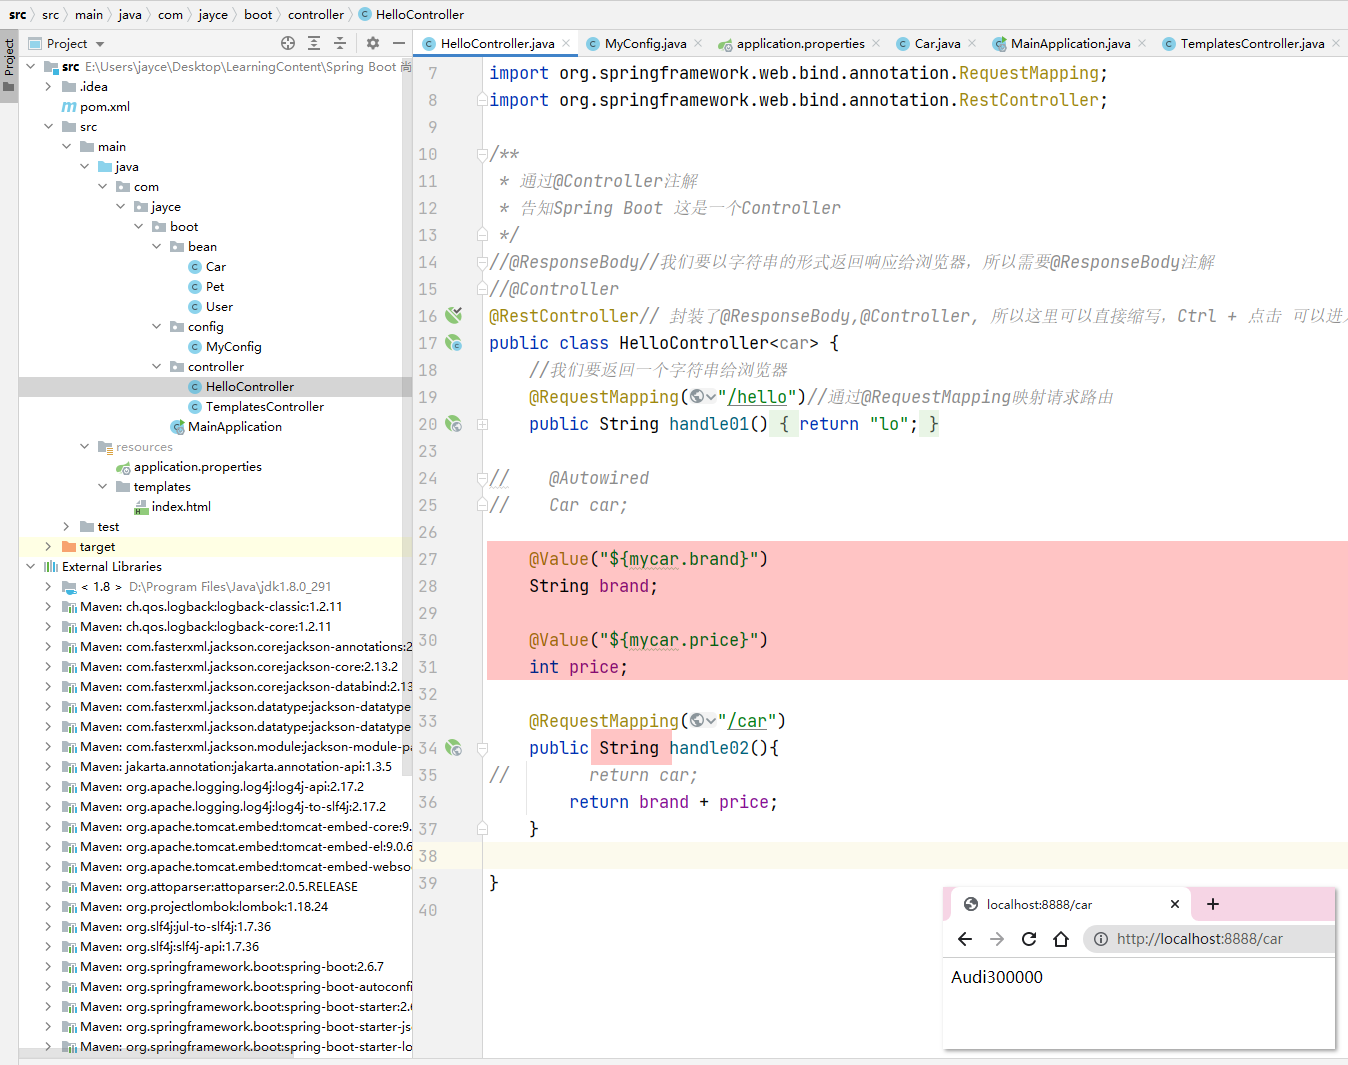 src src main java com jayce boot controller HelloController
Project
Project
HelloController.java MyConfig.java application.properties Car.java MainApplication.java TemplatesController.java
src E:\Users\jayce\Desktop\LearningContent\Spring Boot 尚
.idea
pom.xml
src
main
java
com
jayce
boot
bean
Car
Pet
User
config
MyConfig
controller
HelloController
TemplatesController
MainApplication
resources
application.properties
templates
index.html
test
target
External Libraries
< 1.8 > D:\Program Files\Java\jdk1.8.0_291
Maven: ch.qos.logback:logback-classic:1.2.11
Maven: ch.qos.logback:logback-core:1.2.11
Maven: com.fasterxml.jackson.core:jackson-annotations:2
Maven: com.fasterxml.jackson.core:jackson-core:2.13.2
Maven: com.fasterxml.jackson.core:jackson-databind:2.13
Maven: com.fasterxml.jackson.datatype:jackson-datatype
Maven: com.fasterxml.jackson.datatype:jackson-datatype
Maven: com.fasterxml.jackson.module:jackson-module-pa
Maven: jakarta.annotation:jakarta.annotation-api:1.3.5
Maven: org.apache.logging.log4j:log4j-api:2.17.2
Maven: org.apache.logging.log4j:log4j-to-slf4j:2.17.2
Maven: org.apache.tomcat.embed:tomcat-embed-core:9.
Maven: org.apache.tomcat.embed:tomcat-embed-el:9.0.6
Maven: org.apache.tomcat.embed:tomcat-embed-webso
Maven: org.attoparser:attoparser:2.0.5.RELEASE
Maven: org.projectlombok:lombok:1.18.24
Maven: org.slf4j:jul-to-slf4j:1.7.36
Maven: org.slf4j:slf4j-api:1.7.36
Maven: org.springframework.boot:spring-boot:2.6.7
Maven: org.springframework.boot:spring-boot-autoconfi
Maven: org.springframework.boot:spring-boot-starter:2.6
Maven: org.springframework.boot:spring-boot-starter-js
Maven: org.springframework.boot:spring-boot-starter-lo
7 import org.springframework.web.bind.annotation.RequestMapping;
8 import org.springframework.web.bind.annotation.RestController;
9
10 /**
11 * 通过@Controller注解
12 * 告知Spring Boot 这是一个Controller
13 */
14 //@ResponseBody//我们要以字符串的形式返回响应给浏览器，所以需要@ResponseBody注解
15 //@Controller
16 @RestController// 封装了@ResponseBody,@Controller, 所以这里可以直接缩写，Ctrl + 点击 可以进入
17 public class HelloController<car> {
18 //我们要返回一个字符串给浏览器
19 @RequestMapping("/hello")//通过@RequestMapping映射请求路由
20 public String handle01() { return "lo"; }
23
24 // @Autowired
25 // Car car;
26
27 @Value("${mycar.brand}")
28 String brand;
29
30 @Value("${mycar.price}")
31 int price;
32
33 @RequestMapping("/car")
34 public String handle02(){
35 // return car;
36 return brand + price;
37 }
38
39 }
40
localhost:8888/car
http://localhost:8888/car
Audi300000